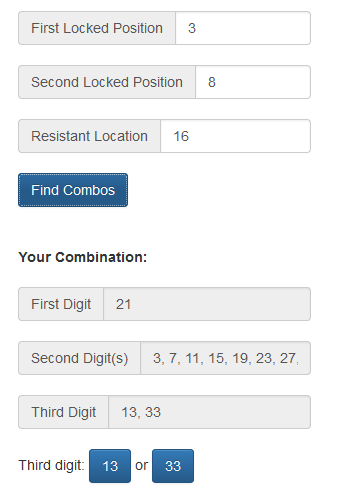 First Locked Position 3
Second Locked Position 8
Resistant Location 16
Find Combos
Your Combination:
First Digit 21
Second Digit(s) 3, 7, 11, 15, 19, 23, 27,
Third Digit 13, 33
Third digit: 13 or 33